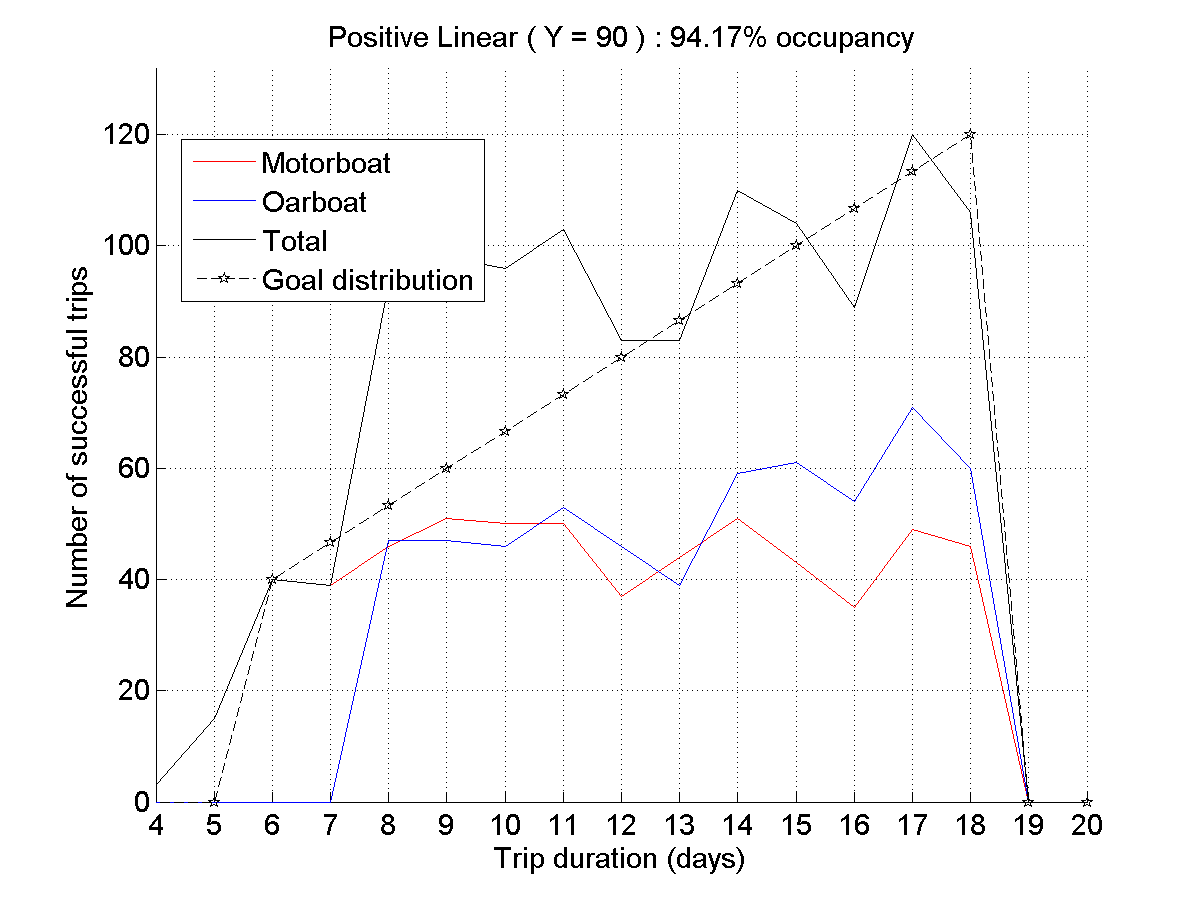 Positive Linear ( Y = 90 ) : 94.17% occupancy
120
100
80
60
40
20
0
Number of successful trips
Motorboat
Oarboat
Total
Goal distribution
4 5 6 7 8 9 10 11 12 13 14 15 16 17 18 19 20
Trip duration (days)